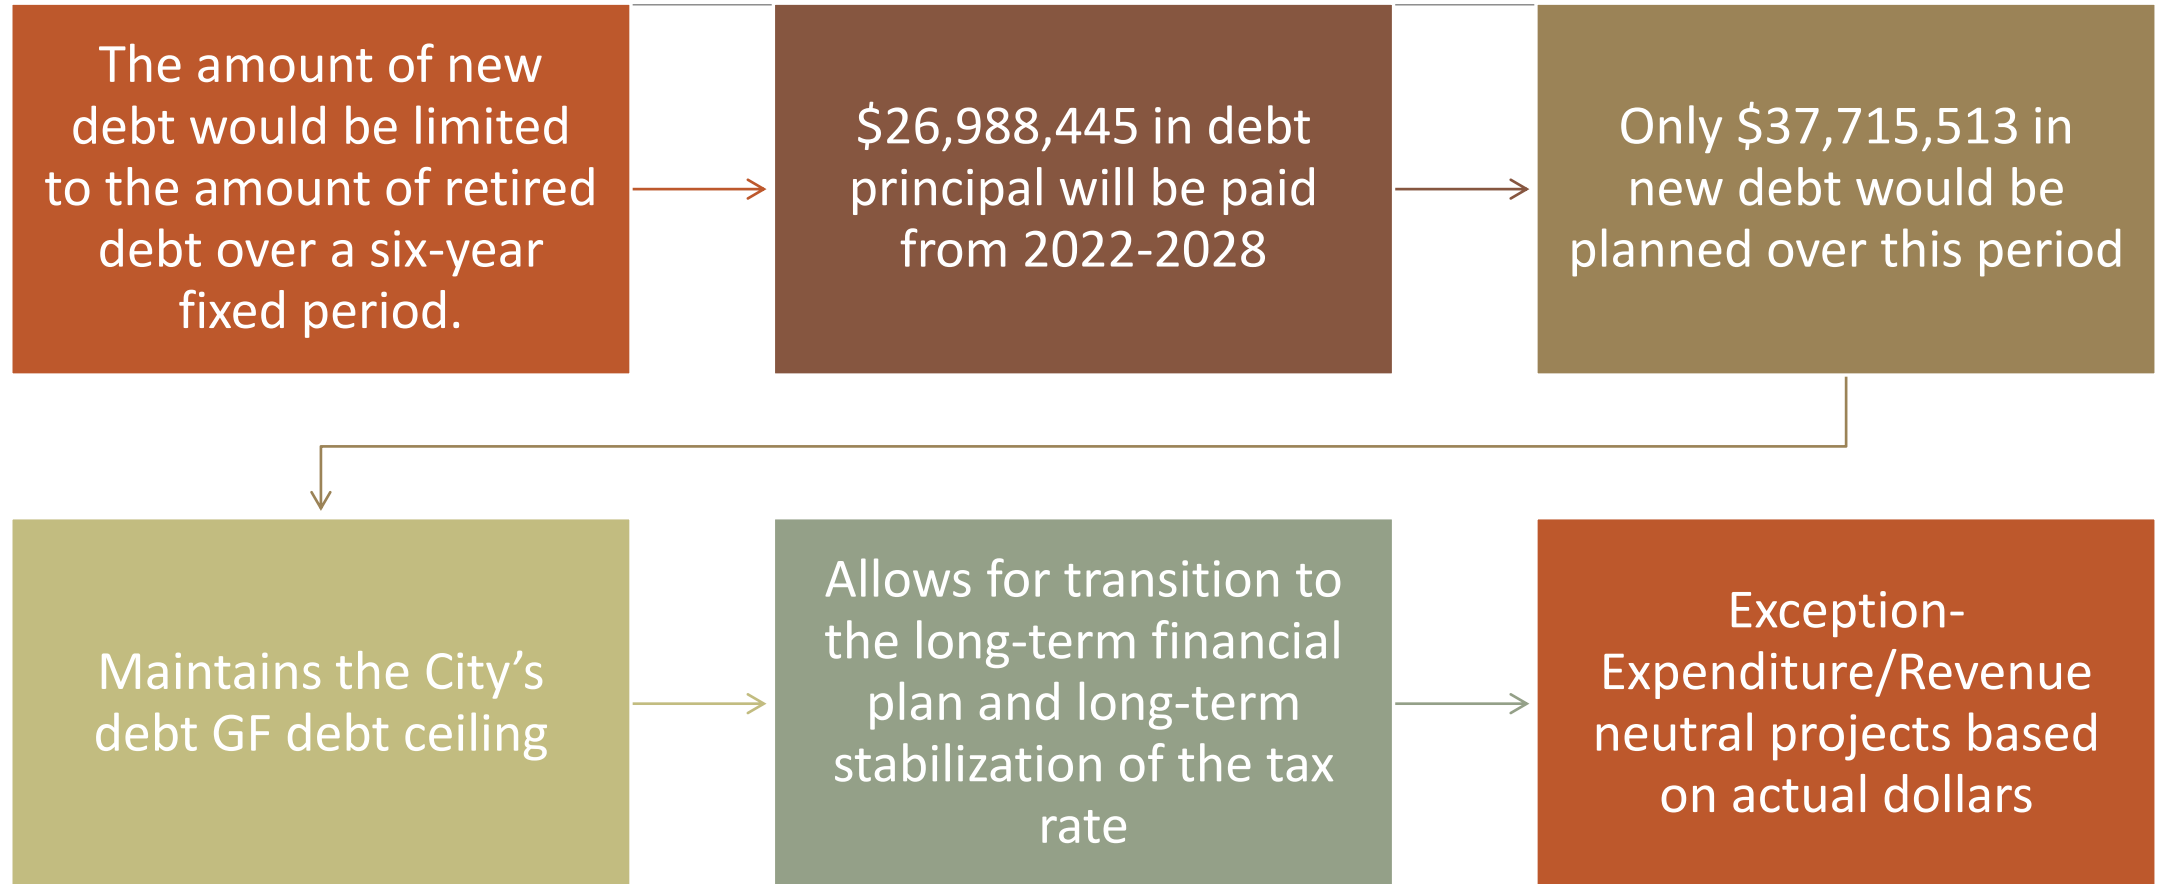 The amount of new
debt would be limited
to the amount of retired
debt over a six-year
fixed period.
$26,988,445 in debt
principal will be paid
from 2022-2028
Only $37,715,513 in
new debt would be
planned over this period
Maintains the City’s
debt GF debt ceiling
Allows for transition to
the long-term financial
plan and long-term
stabilization of the tax
rate
Exception-
Expenditure/Revenue
neutral projects based
on actual dollars